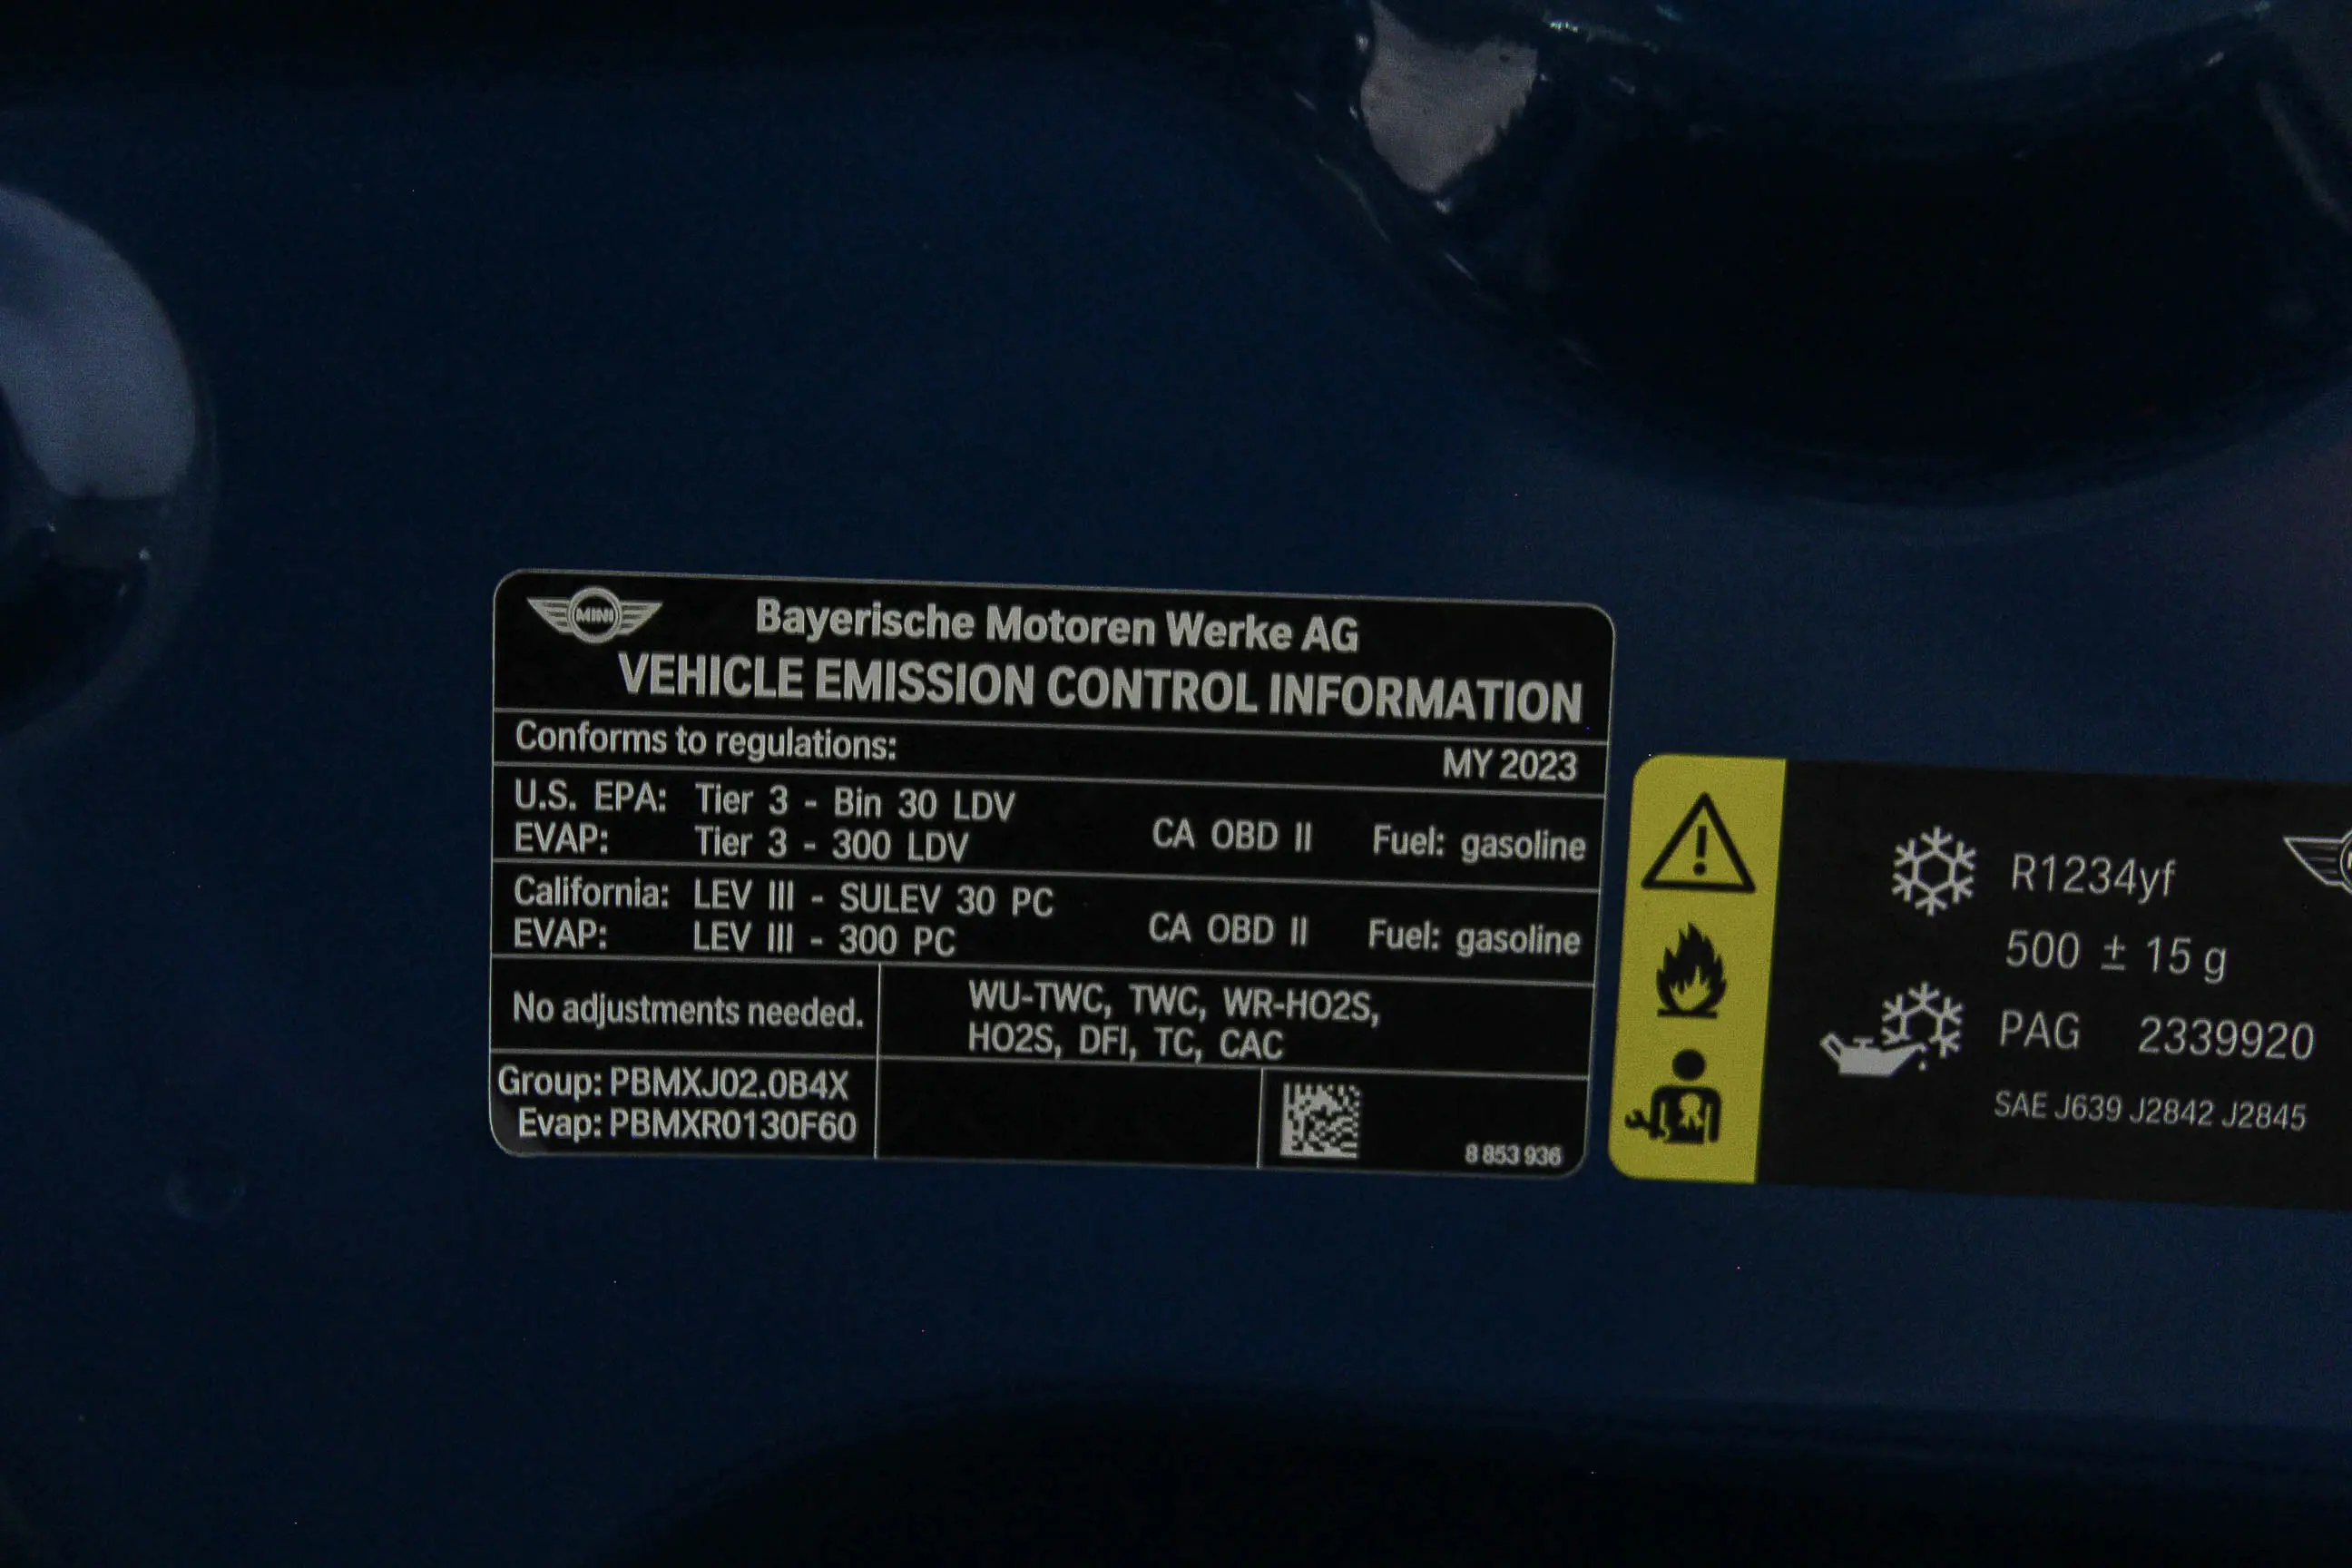 MINI
Bayerische Motoren Werke AG
VEHICLE EMISSION CONTROL INFORMATION
Conforms to regulations: MY 2023
U.S. EPA: Tier 3 - Bin 30 LDV
EVAP: Tier 3 - 300 LDV CA OBD II Fuel: gasoline
California: LEV III - SULEV 30 PC
EVAP: LEV III - 300 PC CA OBD II Fuel: gasoline
No adjustments needed.
WU-TWC, TWC, WR-HO2S,
HO2S, DFI, TC, CAC
Group: PBMXJ02.0B4X
Evap: PBMXR0130F60
8 853 936
R1234yf
500 ± 15 g
PAG 2339920
SAE J639 J2842 J2845